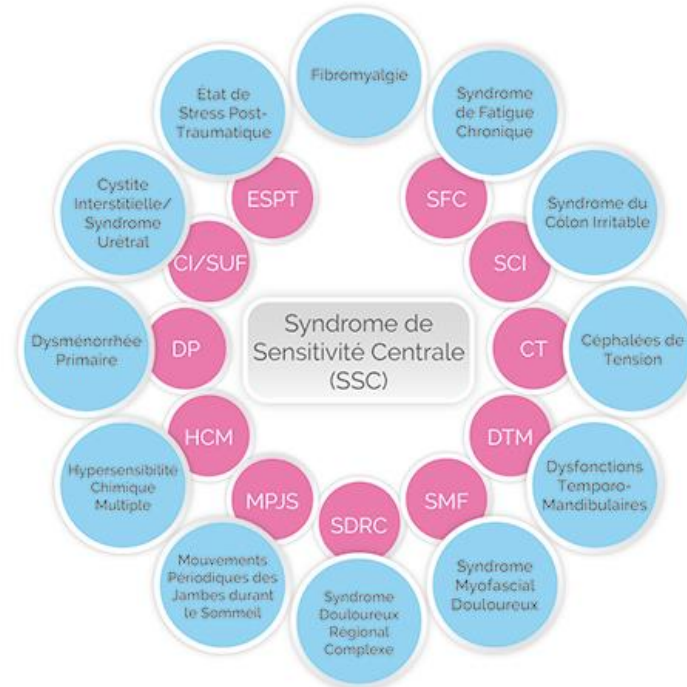 Fibromyalgie
Syndrome
de Fatigue
Chronique
SFC
Syndrome du
Côlon Irritable
SCI
Céphalées de
Tension
CT
Dysfonctions
Temporo-
Mandibulaires
DTM
Syndrome
Myofascial
Douloureux
SMF
Syndrome
Douloureux
Régional
Complexe
SDRC
Mouvements
Périodiques des
Jambes durant
le Sommeil
MPJS
Hypersensibilité
Chimique
Multiple
HCM
Dysménorrhée
Primaire
DP
Cystite
Interstitielle/
Syndrome
Urétral
CI/SUF
État de
Stress Post-
Traumatique
ESPT
Syndrome de
Sensitivité Centrale
(SSC)